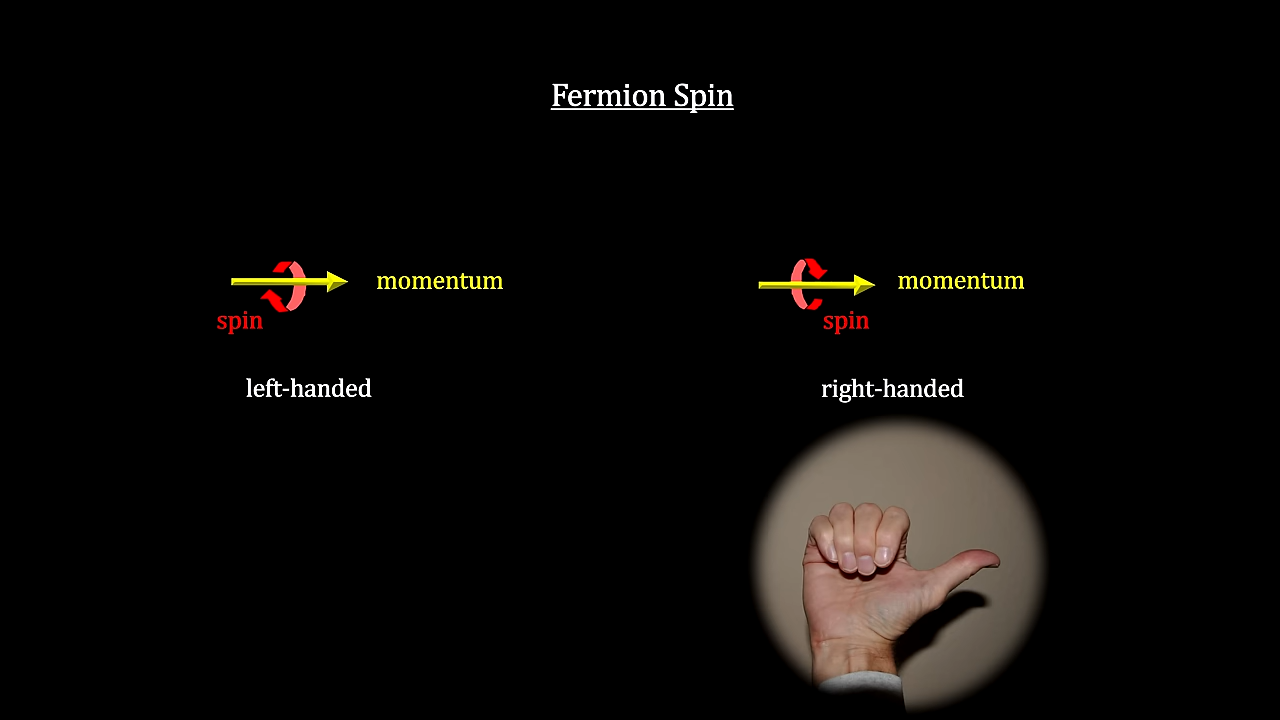 Fermion Spin
momentum
spin
left-handed
momentum
spin
right-handed